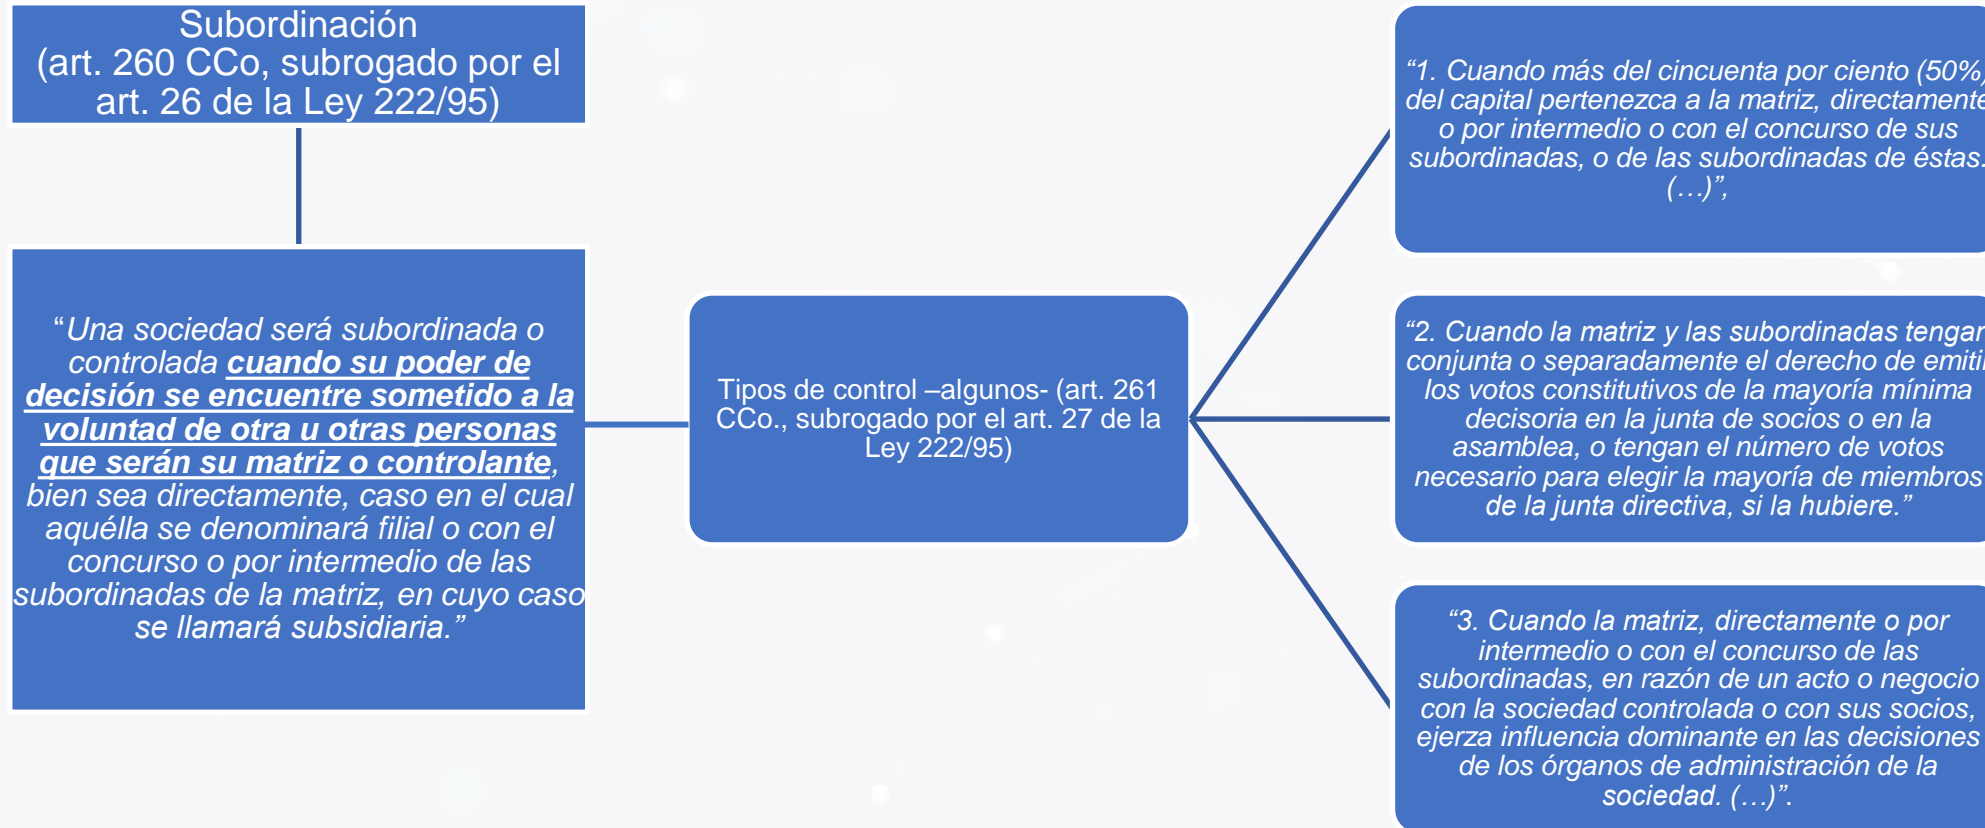 Subordinación
(art. 260 CCo, subrogado por el
art. 26 de la Ley 222/95)
“Una sociedad será subordinada o
controlada cuando su poder de
decisión se encuentre sometido a la
voluntad de otra u otras personas
que serán su matriz o controlante,
bien sea directamente, caso en el cual
aquélla se denominará filial o con el
concurso o por intermedio de las
subordinadas de la matriz, en cuyo caso
se llamará subsidiaria.”
Tipos de control –algunos- (art. 261
CCo., subrogado por el art. 27 de la
Ley 222/95)
“1. Cuando más del cincuenta por ciento (50%)
del capital pertenezca a la matriz, directamente
o por intermedio o con el concurso de sus
subordinadas, o de las subordinadas de éstas.
(…)”,
“2. Cuando la matriz y las subordinadas tengan
conjunta o separadamente el derecho de emitir
los votos constitutivos de la mayoría mínima
decisoria en la junta de socios o en la
asamblea, o tengan el número de votos
necesario para elegir la mayoría de miembros
de la junta directiva, si la hubiere.”
“3. Cuando la matriz, directamente o por
intermedio o con el concurso de las
subordinadas, en razón de un acto o negocio
con la sociedad controlada o con sus socios,
ejerza influencia dominante en las decisiones
de los órganos de administración de la
sociedad. (…)”.